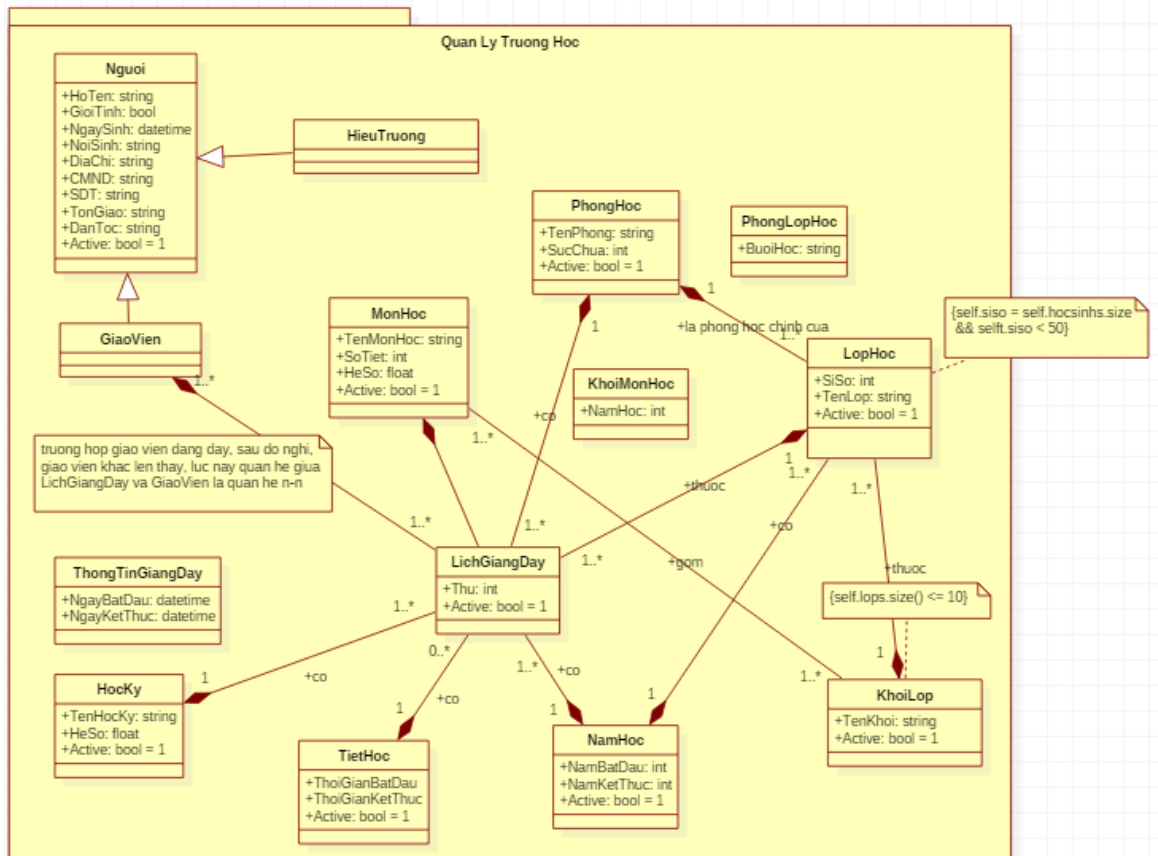 Quan Ly Truong Hoc
Nguoi
+HoTen: string
+GioiTinh: bool
+NgaySinh: datetime
+NoiSinh: string
+DiaChi: string
+CMND: string
+SDT: string
+TonGiao: string
+DanToc: string
+Active: bool = 1
HieuTruong
PhongHoc
+TenPhong: string
+SucChua: int
+Active: bool = 1
PhongLopHoc
+BuoiHoc: string
1
1
+la phong hoc chinh cua
1..*
{self.siso = self.hocsinhs.size
&& selft.siso < 50}
GiaoVien
1..*
MonHoc
+TenMonHoc: string
+SoTiet: int
+HeSo: float
+Active: bool = 1
KhoiMonHoc
+NamHoc: int
LopHoc
+SiSo: int
+TenLop: string
+Active: bool = 1
+co
1..*
1
1..*
1..*
truong hop giao vien dang day, sau do nghi,
giao vien khac len thay, luc nay quan he giua
LichGiangDay va GiaoVien la quan he n-n
+thuoc
1..*
1..*
+co
1..*
+gom
+thuoc
LichGiangDay
+Thu: int
+Active: bool = 1
ThongTinGiangDay
+NgayBatDau: datetime
+NgayKetThuc: datetime
{self.lops.size() <= 10}
1..*
0..*
1..*
+co
1
+co
1
+co
1
1
1
1..*
HocKy
+TenHocKy: string
+HeSo: float
+Active: bool = 1
TietHoc
+ThoiGianBatDau
+ThoiGianKetThuc
+Active: bool = 1
NamHoc
+NamBatDau: int
+NamKetThuc: int
+Active: bool = 1
KhoiLop
+TenKhoi: string
+Active: bool = 1